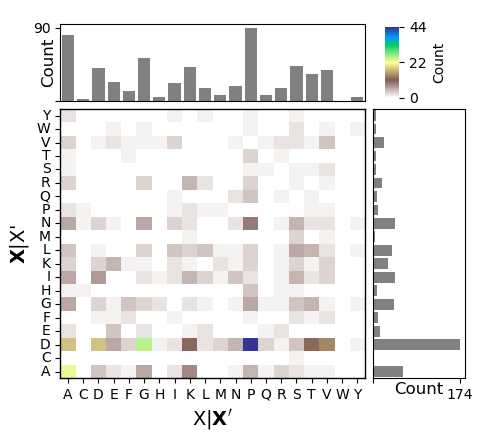 90
Count
44
22
0
Count
Y
W
V
T
S
R
Q
P
N
M
L
K
I
H
G
F
E
D
C
A
X|X'
A C D E F G H I K L M N P Q R S T V W Y
X|X′
Count
174